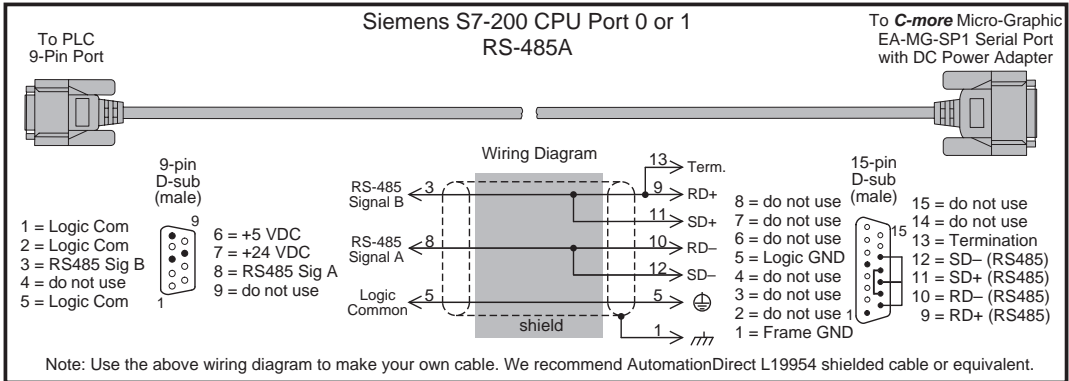 Siemens S7-200 CPU Port 0 or 1
RS-485A
To PLC
9-Pin Port
To C-more Micro-Graphic
EA-MG-SP1 Serial Port
with DC Power Adapter
9-pin
D-sub
(male)
1 = Logic Com
2 = Logic Com
3 = RS485 Sig B
4 = do not use
5 = Logic Com
9
1
6 = +5 VDC
7 = +24 VDC
8 = RS485 Sig A
9 = do not use
Wiring Diagram
13 Term.
RS-485
Signal B
3 9 RD+
11 SD+
RS-485
Signal A
8 10 RD–
12 SD–
Logic
Common
5 5
shield
1
8 = do not use
7 = do not use
6 = do not use
5 = Logic GND
4 = do not use
3 = do not use
2 = do not use
1 = Frame GND
15-pin
D-sub
(male)
15
1
15 = do not use
14 = do not use
13 = Termination
12 = SD– (RS485)
11 = SD+ (RS485)
10 = RD– (RS485)
9 = RD+ (RS485)
Note: Use the above wiring diagram to make your own cable. We recommend AutomationDirect L19954 shielded cable or equivalent.